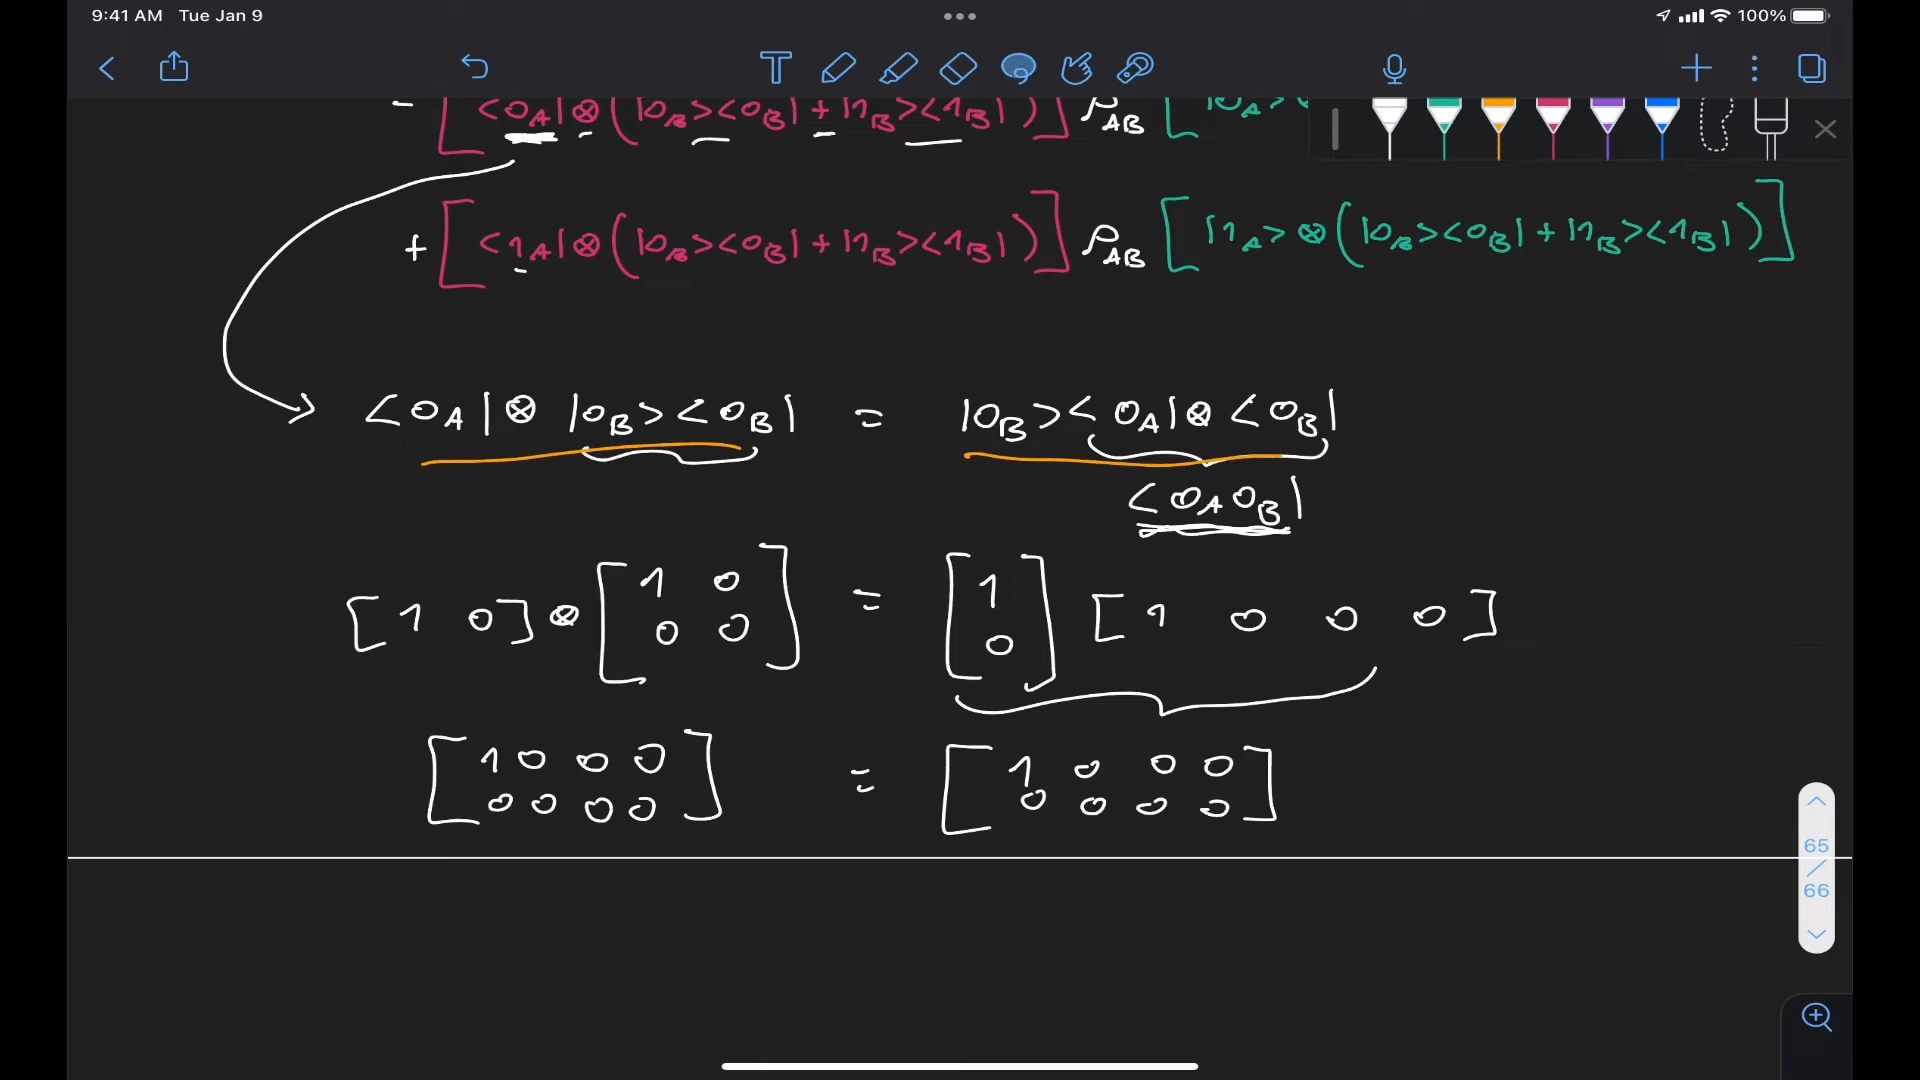 9:41 AM Tue Jan 9 100%
[<0_A|⊗(|0_B><0_B|+|1_B><1_B|)] ρ_AB [|0_A>
+ [<1_A|⊗(|0_B><0_B|+|1_B><1_B|)] ρ_AB [|1_A>⊗(|0_B><0_B|+|1_B><1_B|)]
<0_A|⊗|0_B><0_B| = |0_B><0_A|⊗<0_B|
<0_A 0_B|
[1 0]⊗[1 0 = [1 [1 0 0 0]
0 0] 0]
[1 0 0 0 = [1 0 0 0
0 0 0 0] 0 0 0 0]
65
/
66